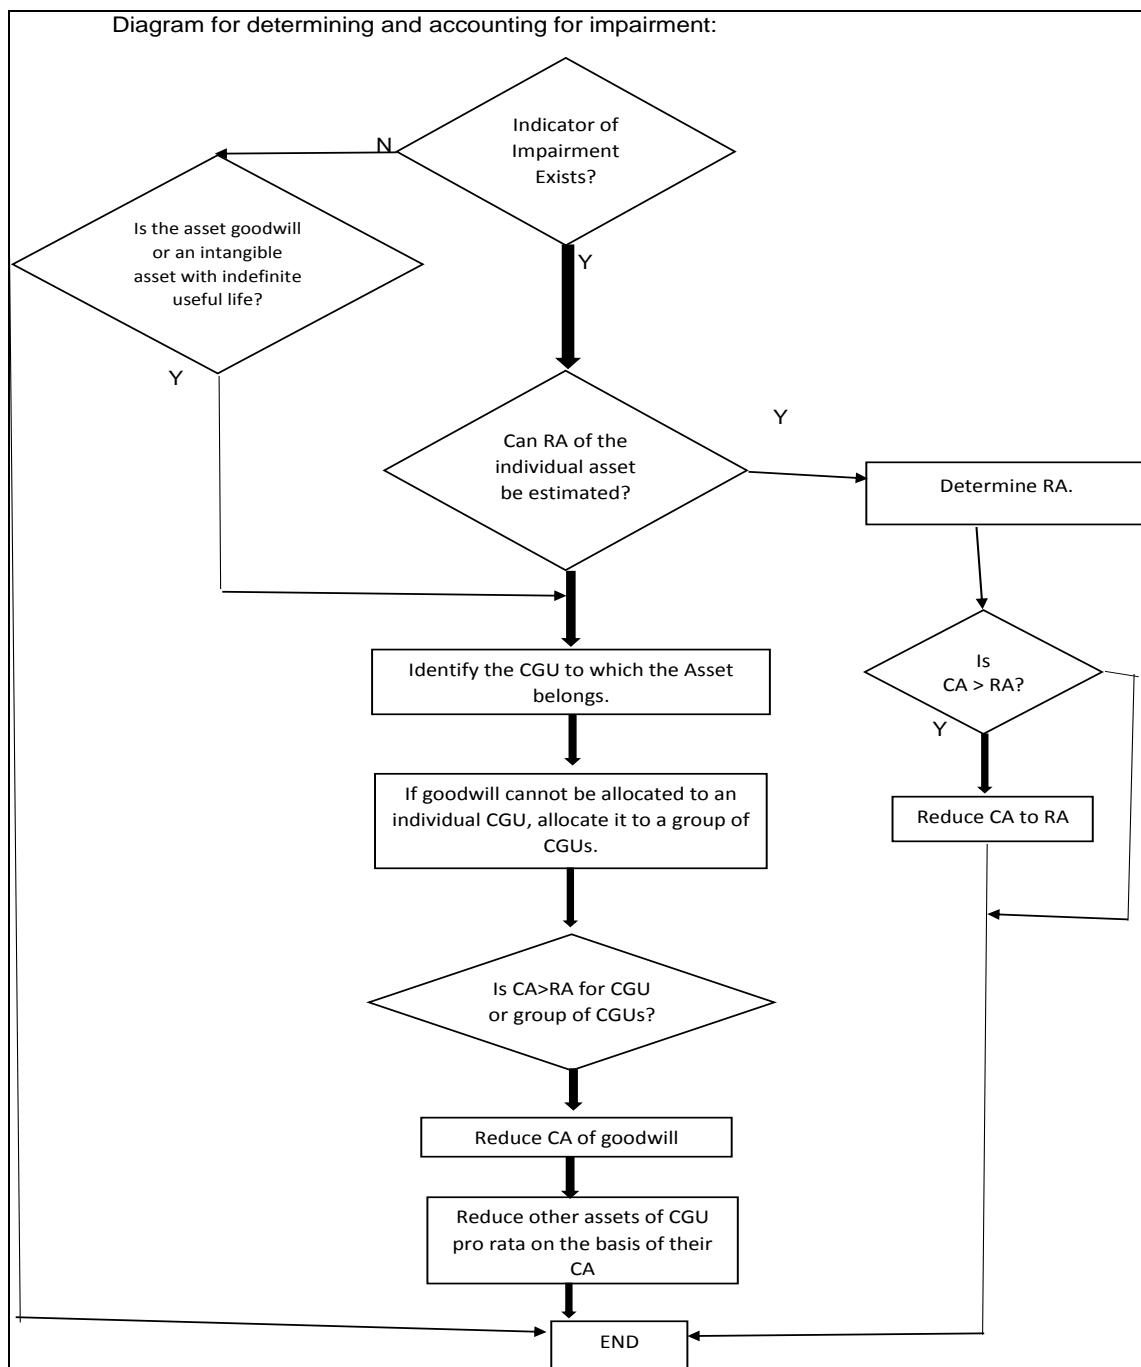 Diagram for determining and accounting for impairment:
Indicator of
Impairment
Exists?
N
Y
Is the asset goodwill
or an intangible
asset with indefinite
useful life?
Y
Can RA of the
individual asset
be estimated?
Y
Determine RA.
Is
CA > RA?
Y
Reduce CA to RA
Identify the CGU to which the Asset
belongs.
If goodwill cannot be allocated to an
individual CGU, allocate it to a group of
CGUs.
Is CA>RA for CGU
or group of CGUs?
Reduce CA of goodwill
Reduce other assets of CGU
pro rata on the basis of their
CA
END